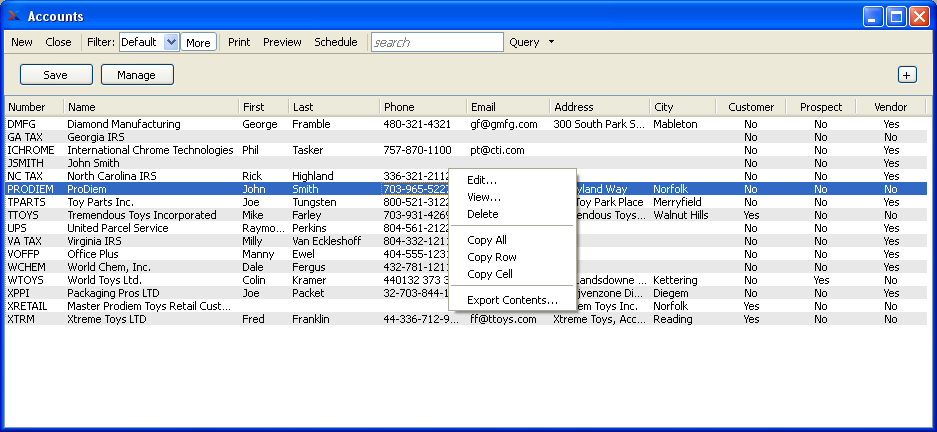 Accounts
New Close Filter: Default More Print Preview Schedule search Query
Save Manage +
Number Name First Last Phone Email Address City Customer Prospect Vendor
DMFG Diamond Manufacturing George Framble 480-321-4321 gf@gmfg.com 300 South Park S... Mableton No No Yes
GA TAX Georgia IRS No No No
ICHROME International Chrome Technologies Phil Tasker 757-870-1100 pt@cti.com No No Yes
JSMITH John Smith No No Yes
NC TAX North Carolina IRS Rick Highland 336-321-2112 No No Yes
PRODIEM ProDiem John Smith 703-965-5227 yland Way Norfolk No No No
TPARTS Toy Parts Inc. Joe Tungsten 800-521-3122 Toy Park Place Merryfield No No Yes
TTOYS Tremendous Toys Incorporated Mike Farley 703-931-4269 endous Toys... Walnut Hills Yes No No
UPS United Parcel Service Raymo... Perkins 804-561-2122 No No Yes
VA TAX Virginia IRS Milly Van Eckleshoff 804-332-1211 No No Yes
VOFFP Office Plus Manny Ewel 404-555-1231 No No Yes
WCHEM World Chem, Inc. Dale Fergus 432-781-1211 No No Yes
WTOYS World Toys Ltd. Colin Kramer 440132 373 3 Landsdowne ... Kettering No Yes No
XPPI Packaging Pros LTD Joe Packet 32-703-844-1 jvenzone Di... Diegem No No Yes
XRETAIL Master Prodiem Toys Retail Cust... Toys Inc. Norfolk Yes No No
XTRM Xtreme Toys LTD Fred Franklin 44-336-712-9... ff@ttoys.com Xtreme Toys, Acc... Reading Yes No No
Edit...
View...
Delete
Copy All
Copy Row
Copy Cell
Export Contents...